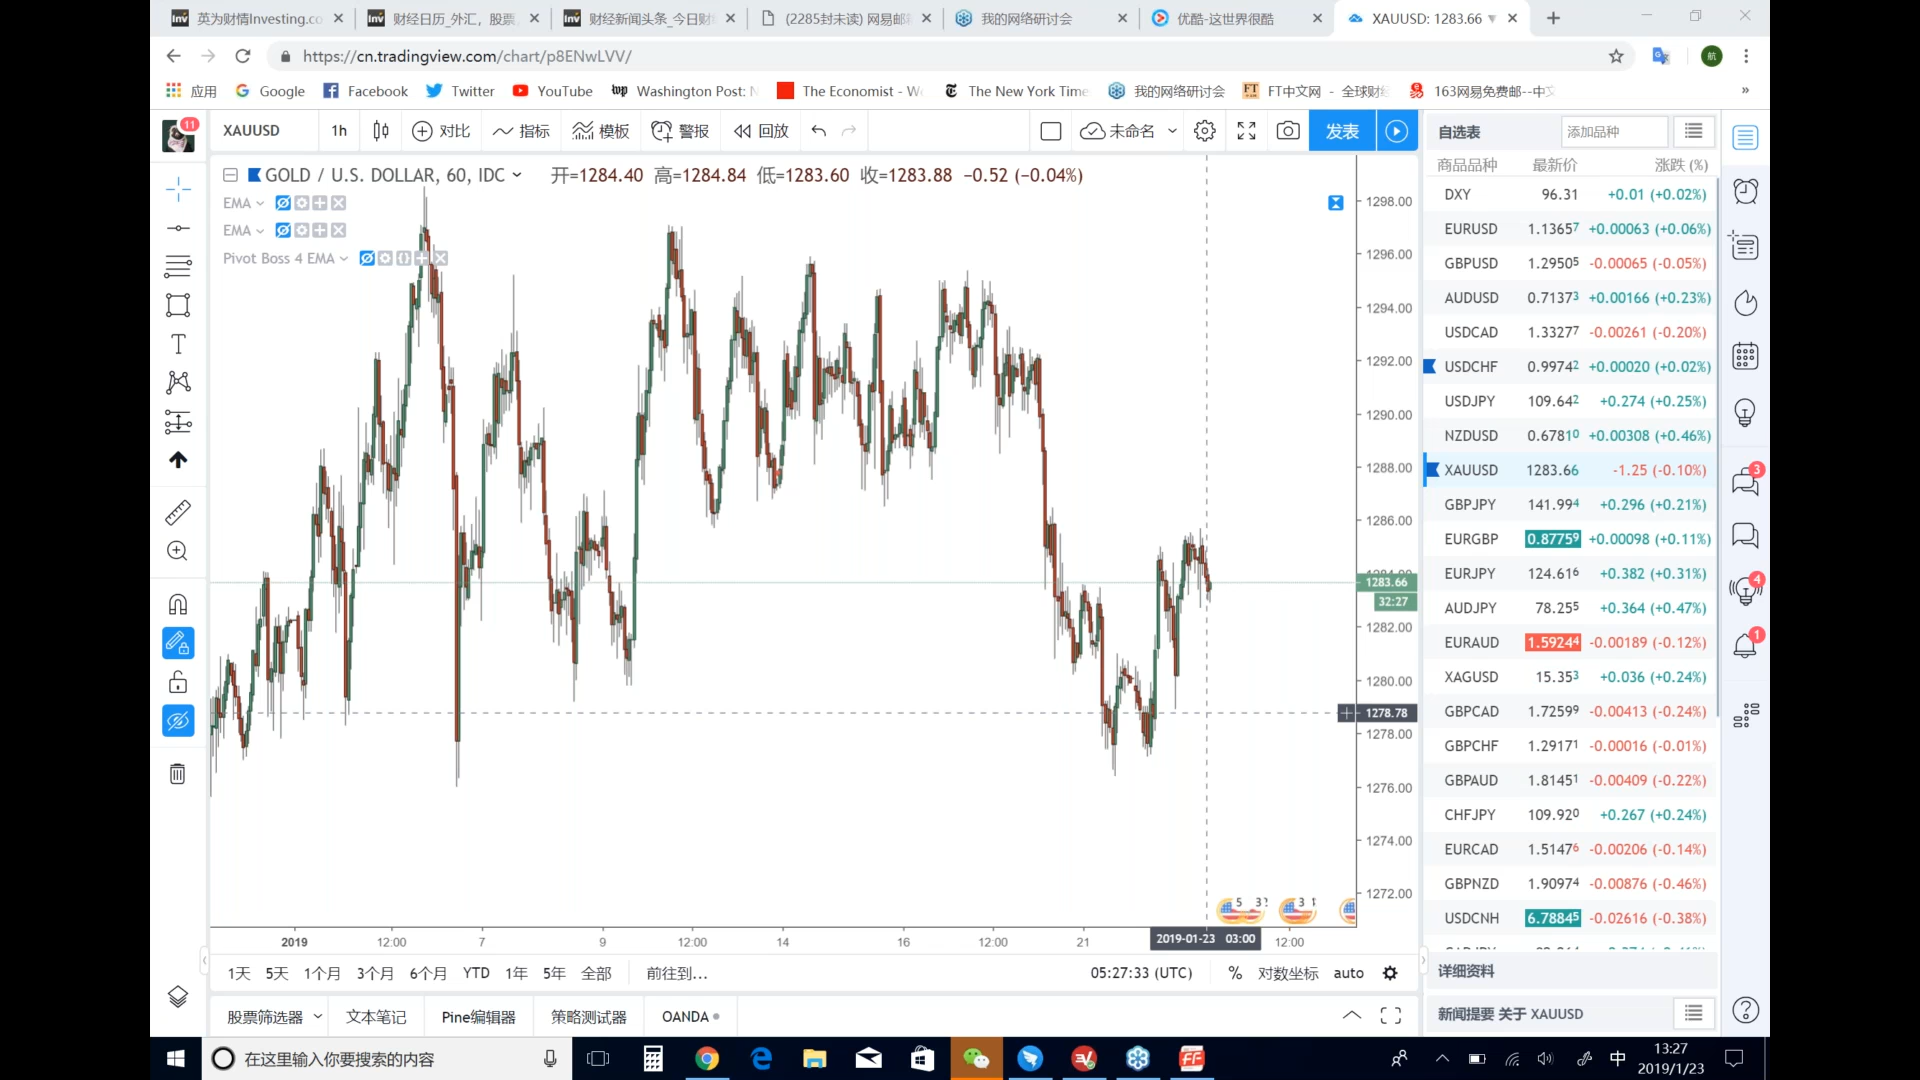 英为财情Investing.co
财经日历_外汇，股票
财经新闻头条_今日财
(2285封未读) 网易邮
我的网络研讨会
优酷-这世界很酷
XAUUSD: 1283.66 ▼
https://cn.tradingview.com/chart/p8ENwLVV/
应用
Google
Facebook
Twitter
YouTube
Washington Post:
The Economist - W
The New York Time
我的网络研讨会
FT中文网 - 全球财
163网易免费邮--中文
11
XAUUSD
1h
对比
指标
模板
警报
回放
未命名
发表
自选表
添加品种
GOLD / U.S. DOLLAR, 60, IDC
开=1284.40 高=1284.84 低=1283.60 收=1283.88 −0.52 (−0.04%)
EMA
EMA
Pivot Boss 4 EMA
1298.00
1296.00
1294.00
1292.00
1290.00
1288.00
1286.00
1283.66
32:27
1282.00
1280.00
1278.78
1278.00
1276.00
1274.00
1272.00
商品品种 最新价 涨跌 (%)
DXY 96.31 +0.01 (+0.02%)
EURUSD 1.13657 +0.00063 (+0.06%)
GBPUSD 1.29505 -0.00065 (-0.05%)
AUDUSD 0.71373 +0.00166 (+0.23%)
USDCAD 1.33277 -0.00261 (-0.20%)
USDCHF 0.99742 +0.00020 (+0.02%)
USDJPY 109.642 +0.274 (+0.25%)
NZDUSD 0.67810 +0.00308 (+0.46%)
XAUUSD 1283.66 -1.25 (-0.10%)
GBPJPY 141.994 +0.296 (+0.21%)
EURGBP 0.87759 +0.00098 (+0.11%)
EURJPY 124.616 +0.382 (+0.31%)
AUDJPY 78.255 +0.364 (+0.47%)
EURAUD 1.59244 -0.00189 (-0.12%)
XAGUSD 15.353 +0.036 (+0.24%)
GBPCAD 1.72599 -0.00413 (-0.24%)
GBPCHF 1.29171 -0.00016 (-0.01%)
GBPAUD 1.81451 -0.00409 (-0.22%)
CHFJPY 109.920 +0.267 (+0.24%)
EURCAD 1.51476 -0.00206 (-0.14%)
GBPNZD 1.90974 -0.00876 (-0.46%)
USDCNH 6.78845 -0.02616 (-0.38%)
3
4
1
5 3
3
2019 12:00 7 9 12:00 14 16 12:00 21 2019-01-23 03:00 12:00
1天 5天 1个月 3个月 6个月 YTD 1年 5年 全部 前往到...
05:27:33 (UTC) % 对数坐标 auto
详细资料
股票筛选器 文本笔记 Pine编辑器 策略测试器 OANDA
新闻提要 关于 XAUUSD
在这里输入你要搜索的内容
中
13:27
2019/1/23